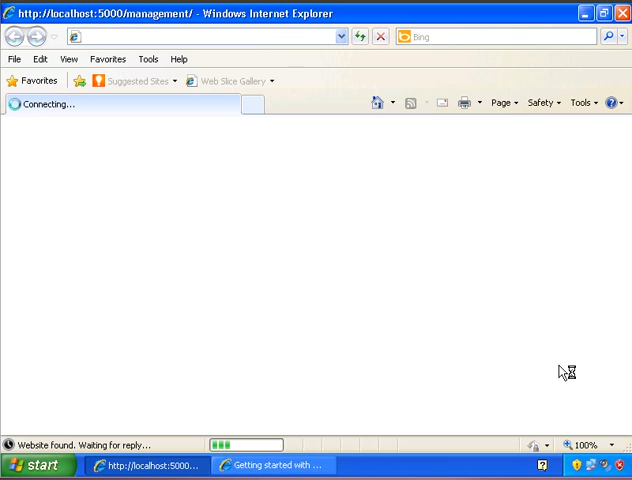 http://localhost:5000/management/ - Windows Internet Explorer
Bing
File Edit View Favorites Tools Help
Favorites Suggested Sites Web Slice Gallery
Connecting... Page Safety Tools
Website found. Waiting for reply... 100%
start http://localhost:5000... Getting started with ...